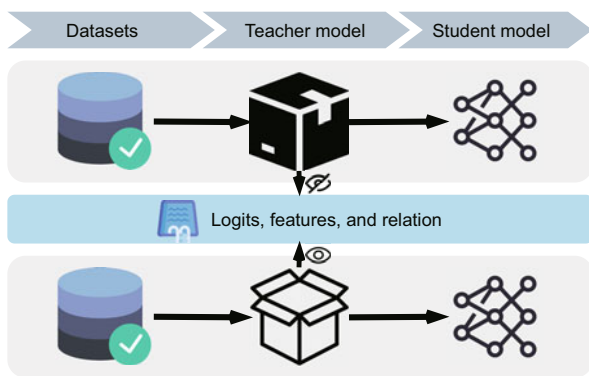 Datasets
Teacher model
Student model
Logits, features, and relation